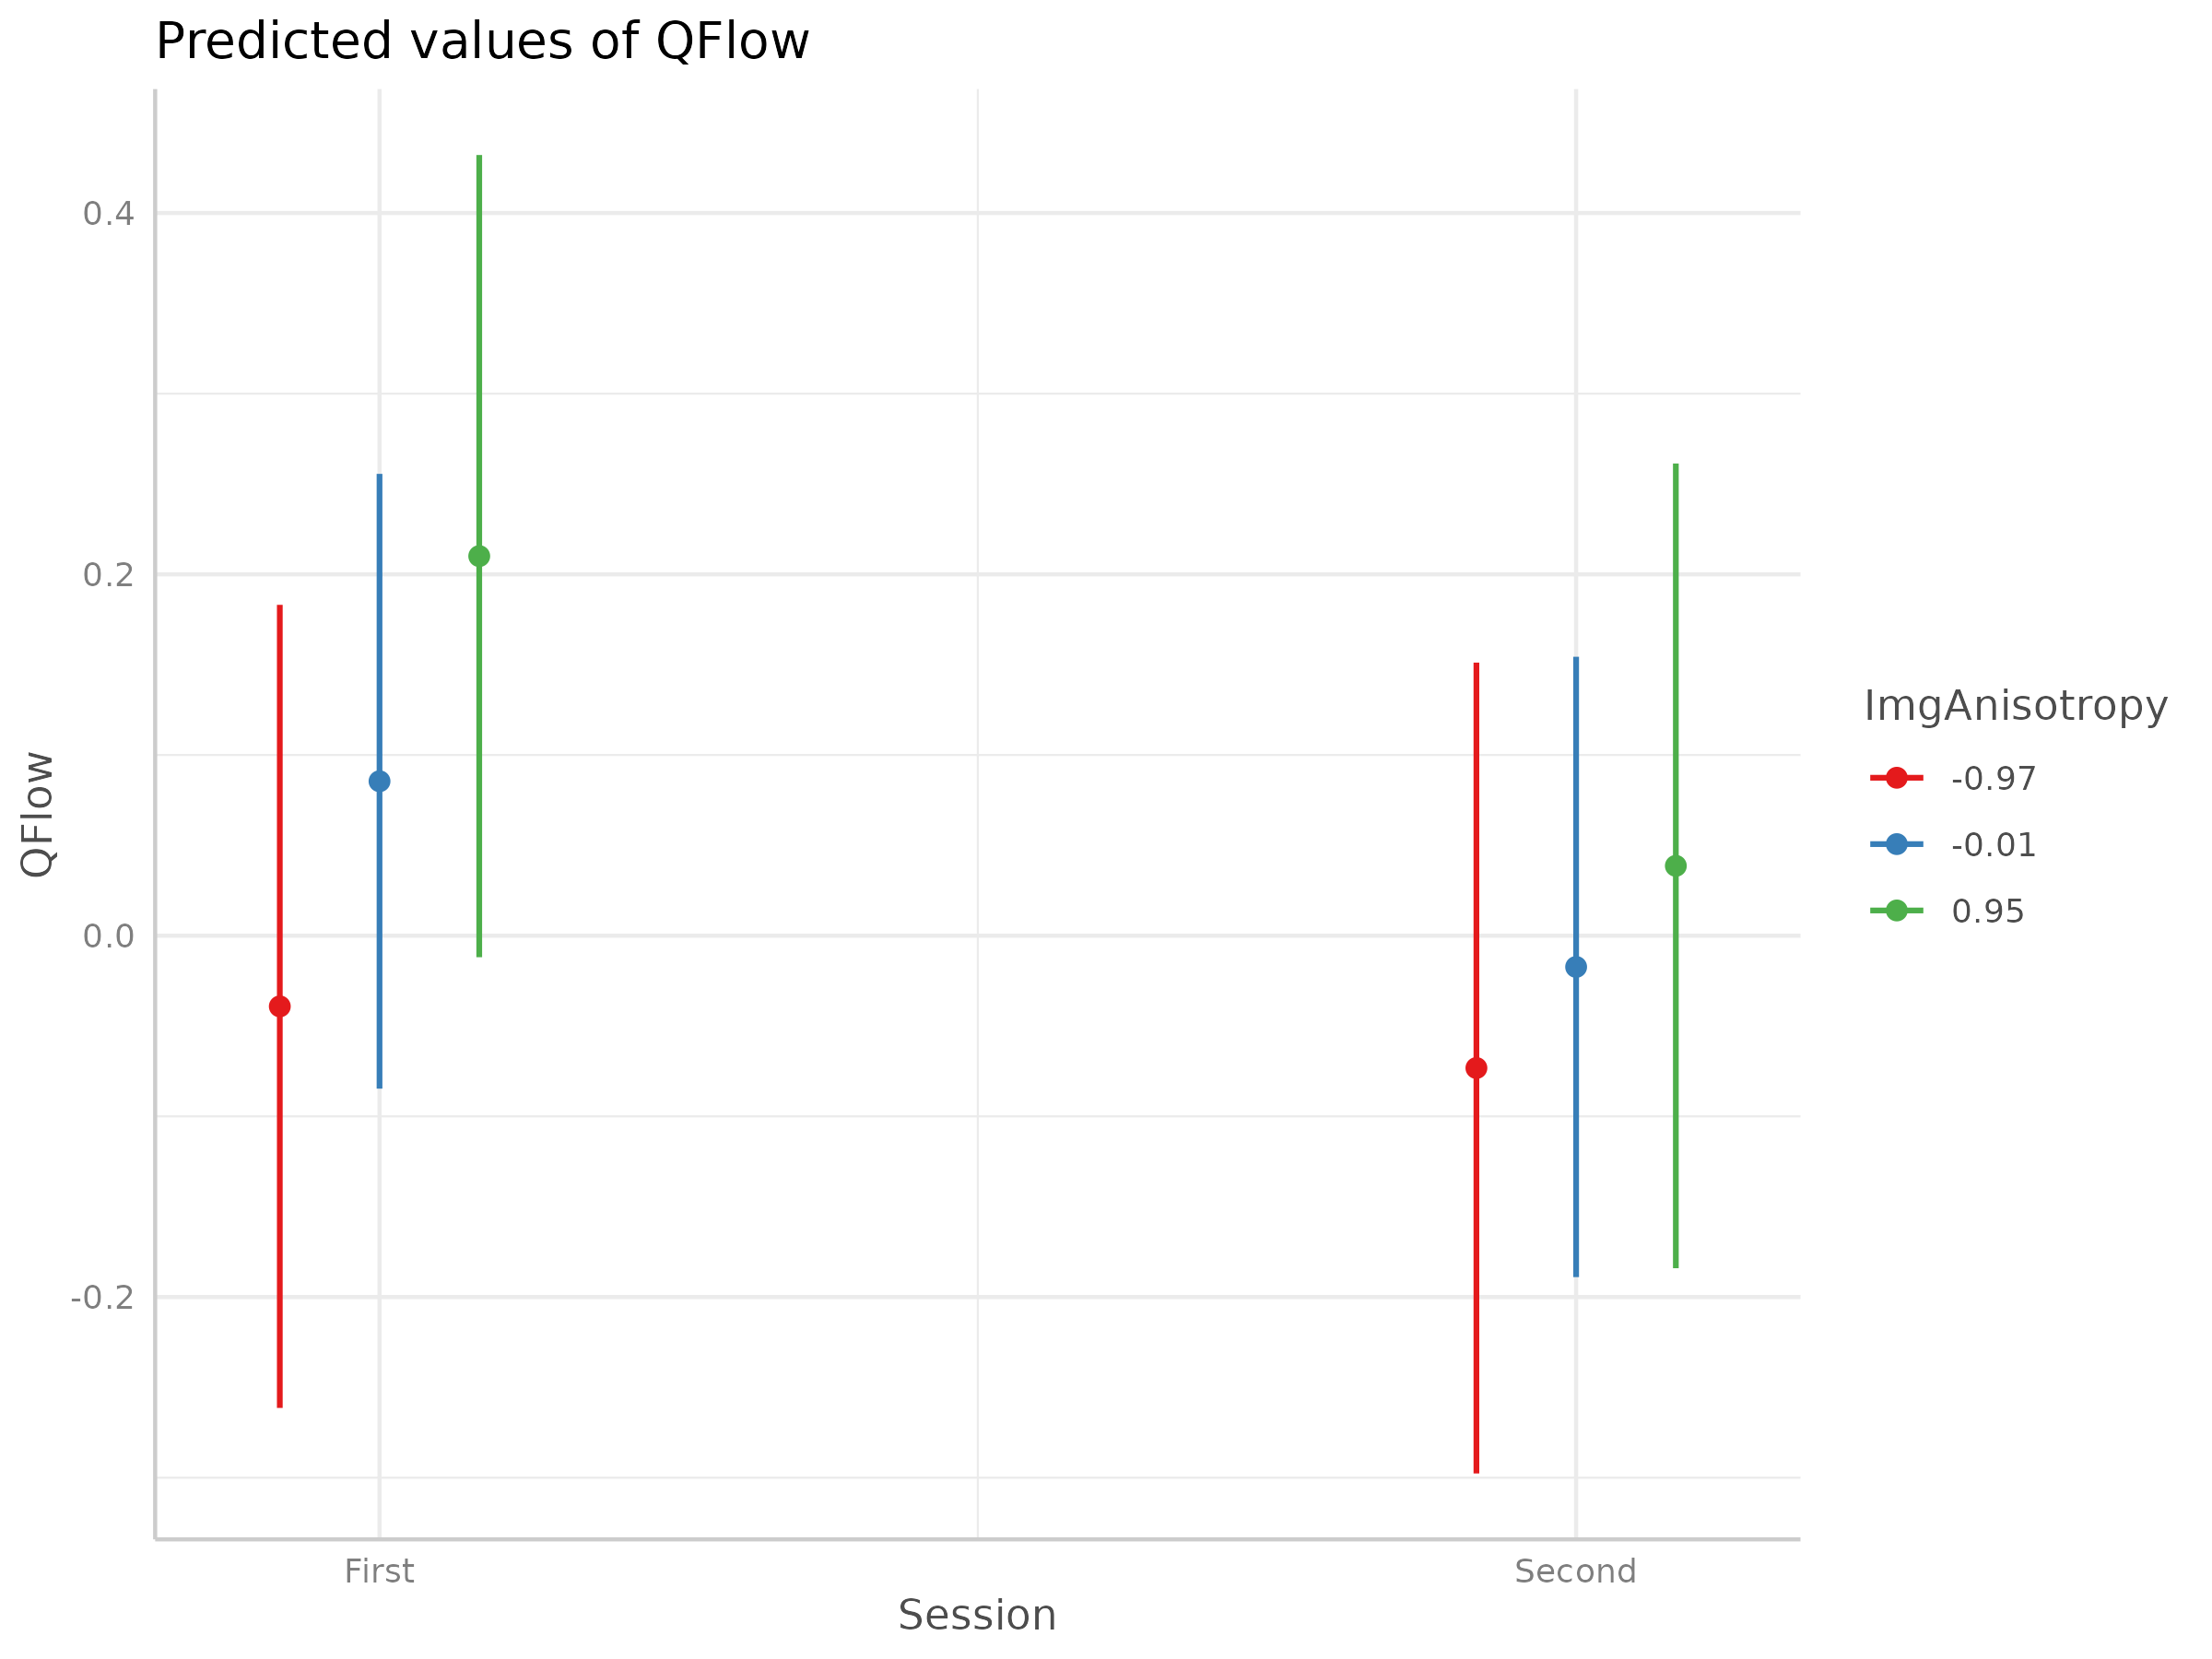 Predicted values of QFlow
0.4
0.2
0.0
-0.2
QFlow
First
Second
Session
ImgAnisotropy
-0.97
-0.01
0.95